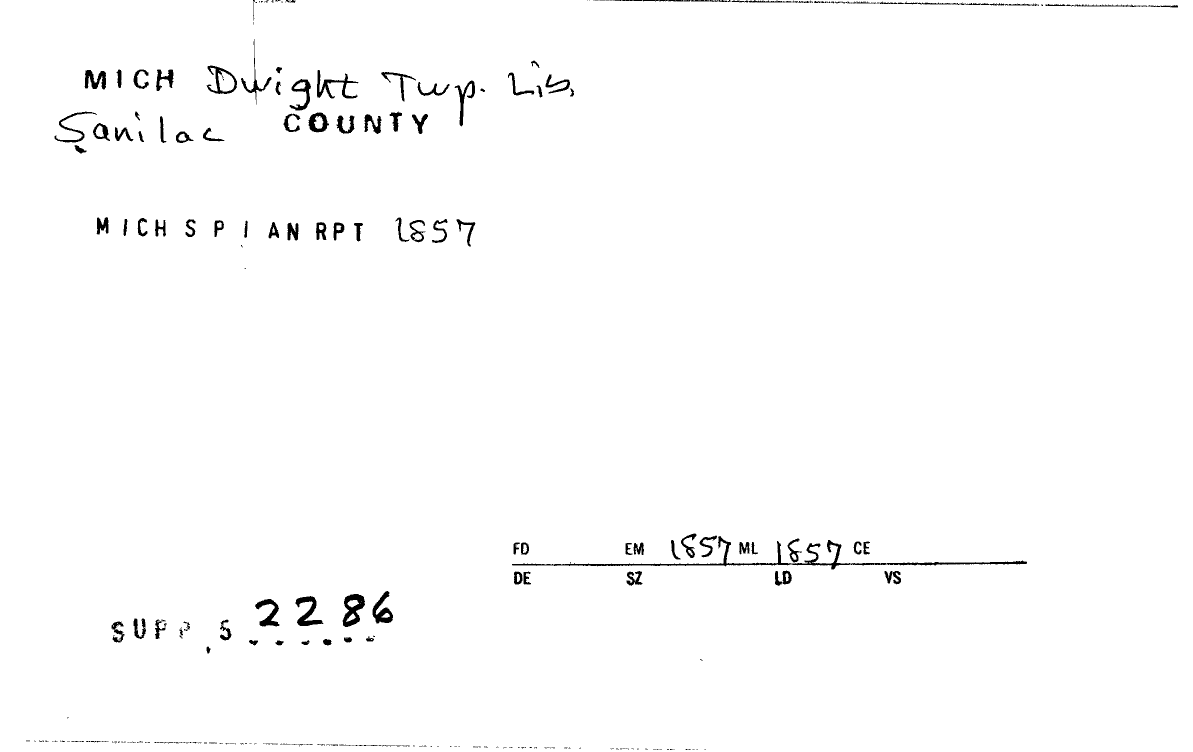 MICH Dwight Twp. Lib.
Sanilac COUNTY
MICH S P I AN RPT 1857
FD EM 1857 ML 1857 CE
DE SZ LD VS
SUPP. S 2286